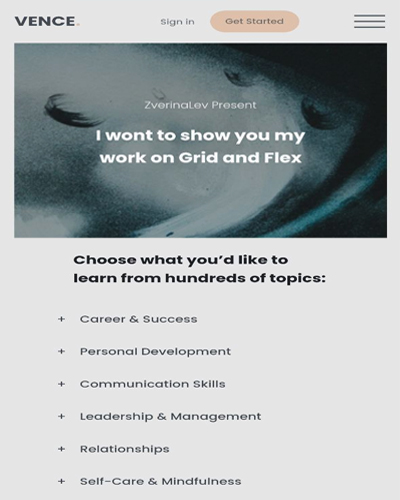 VENCE.
Sign in
Get Started
ZverinaLev Present
I wont to show you my
work on Grid and Flex
Choose what you’d like to
learn from hundreds of topics:
+ Career & Success
+ Personal Development
+ Communication Skills
+ Leadership & Management
+ Relationships
+ Self-Care & Mindfulness